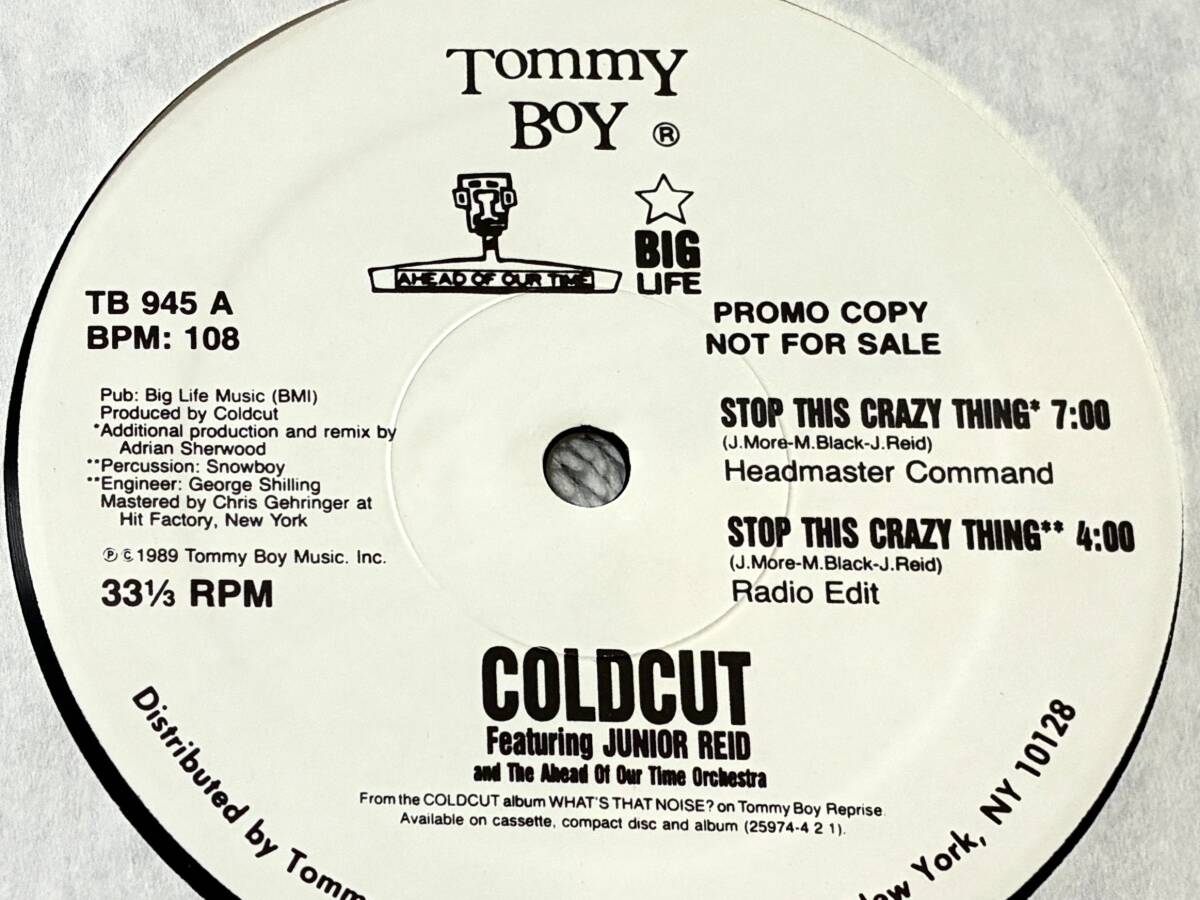 Tommy
Boy ®
AHEAD OF OUR TIME
BIG
LIFE
TB 945 A
BPM: 108
PROMO COPY
NOT FOR SALE
Pub: Big Life Music (BMI)
Produced by Coldcut
*Additional production and remix by
Adrian Sherwood
**Percussion: Snowboy
**Engineer: George Shilling
Mastered by Chris Gehringer at
Hit Factory, New York
℗ © 1989 Tommy Boy Music. Inc.
33⅓ RPM
STOP THIS CRAZY THING* 7:00
(J.More-M.Black-J.Reid)
Headmaster Command
STOP THIS CRAZY THING** 4:00
(J.More-M.Black-J.Reid)
Radio Edit
COLDCUT
Featuring JUNIOR REID
and The Ahead Of Our Time Orchestra
From the COLDCUT album WHAT'S THAT NOISE? on Tommy Boy Reprise.
Available on cassette, compact disc and album (25974-4 2 1).
Distributed by Tomm
ew York, NY 10128